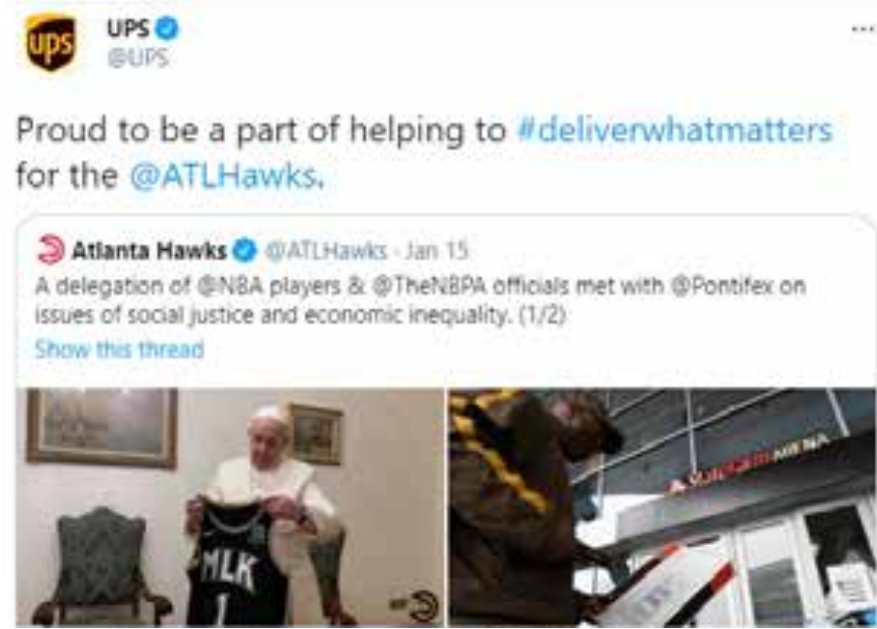 ups
UPS
@UPS
Proud to be a part of helping to #deliverwhatmatters
for the @ATLHawks.
Atlanta Hawks @ATLHawks · Jan 15
A delegation of @NBA players & @TheNBPA officials met with @Pontifex on
issues of social justice and economic inequality. (1/2)
Show this thread
MLK
1
ARENA